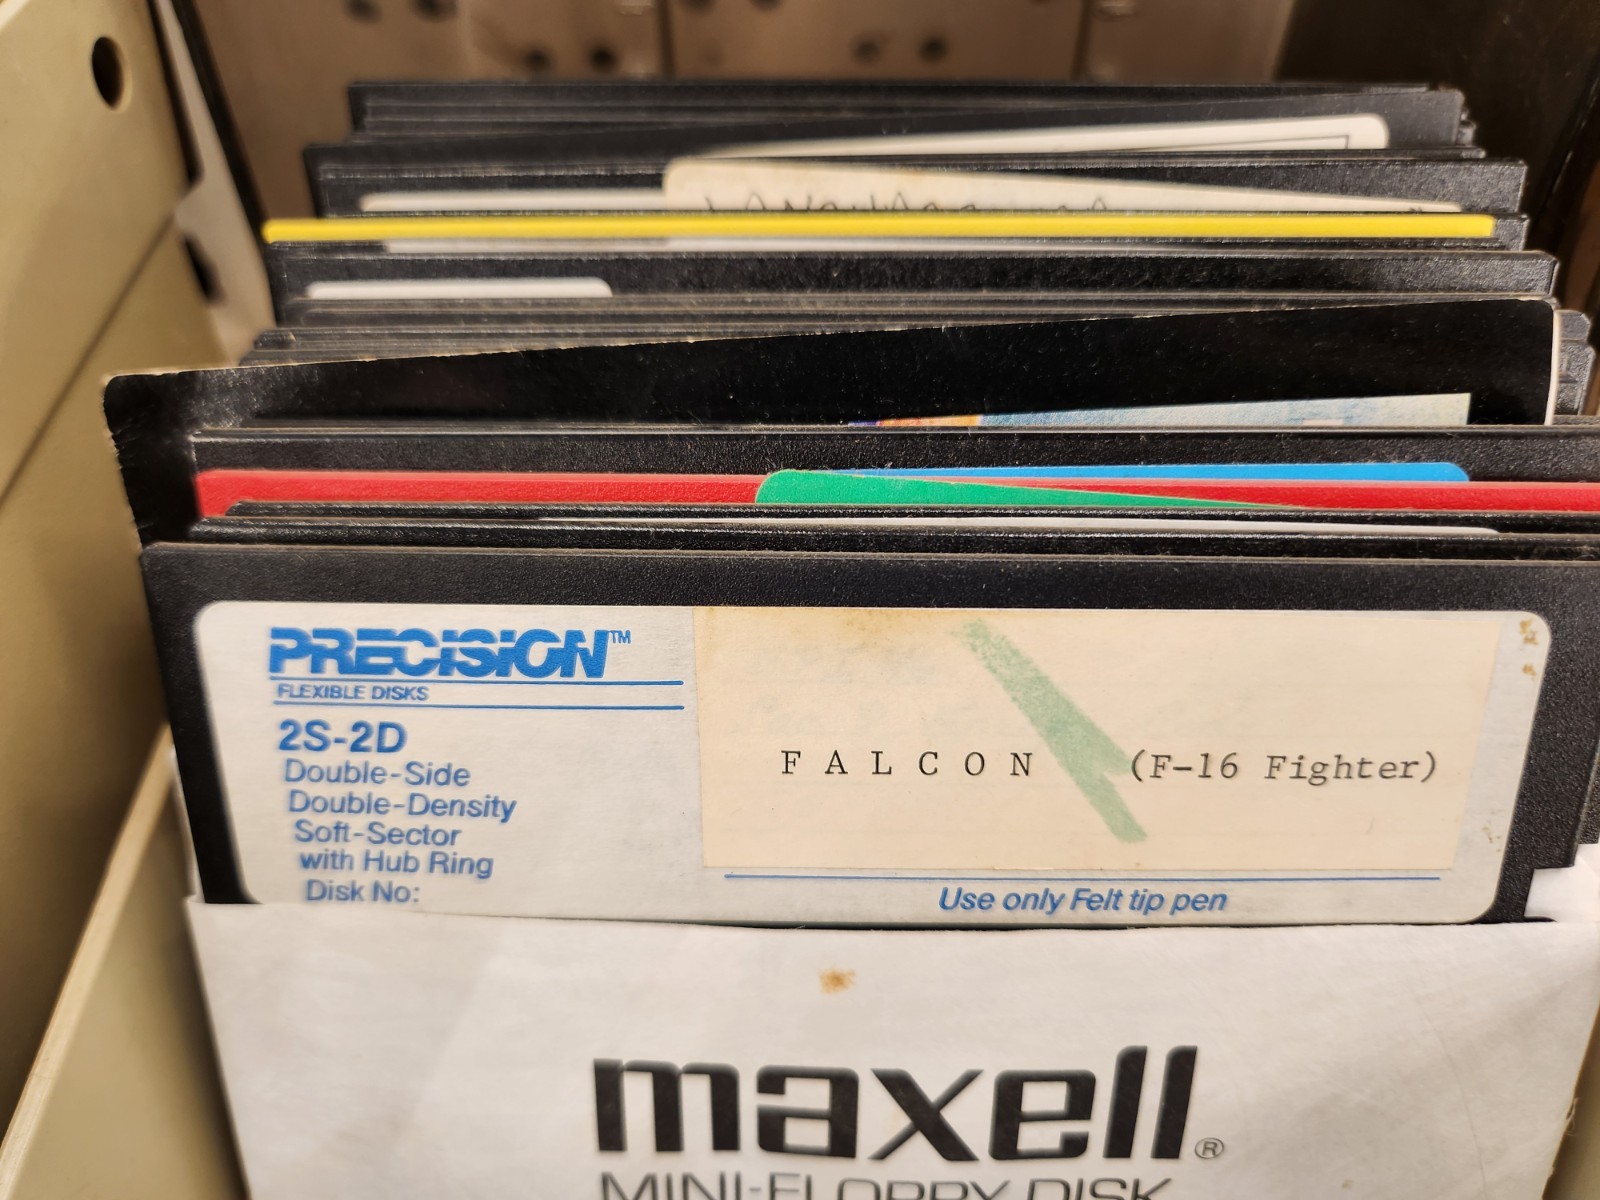 PRECISION™
FLEXIBLE DISKS
2S-2D
Double-Side
Double-Density
Soft-Sector
with Hub Ring
Disk No:
F A L C O N (F-16 Fighter)
Use only Felt tip pen
maxell®
MINI-FLOPPY DISK